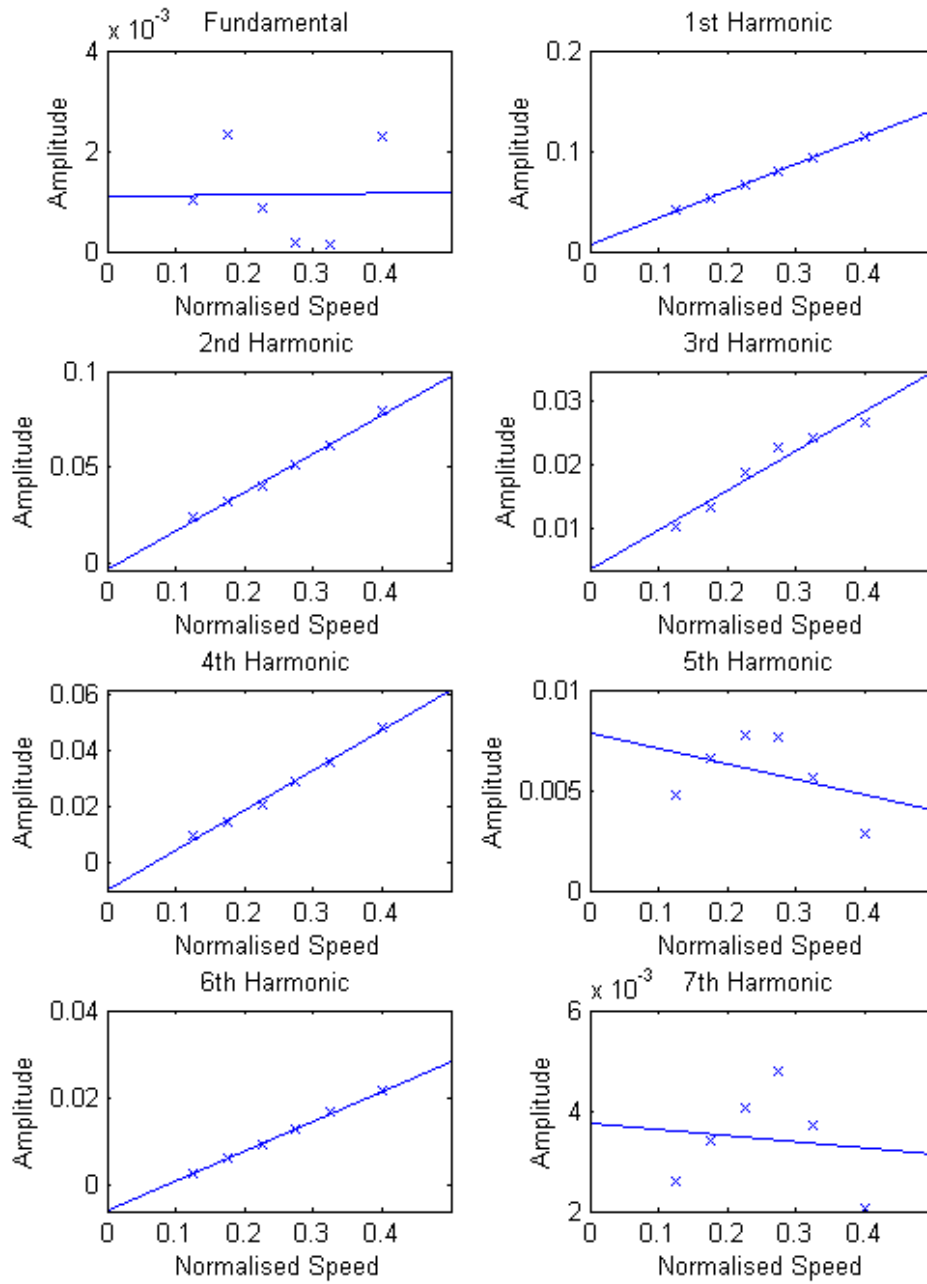 × 10⁻³ Fundamental
4
2
0
Amplitude
0 0.1 0.2 0.3 0.4
Normalised Speed
1st Harmonic
0.2
0.1
0
Amplitude
0 0.1 0.2 0.3 0.4
Normalised Speed
2nd Harmonic
0.1
0.05
0
Amplitude
0 0.1 0.2 0.3 0.4
Normalised Speed
3rd Harmonic
0.03
0.02
0.01
Amplitude
0 0.1 0.2 0.3 0.4
Normalised Speed
4th Harmonic
0.06
0.04
0.02
0
Amplitude
0 0.1 0.2 0.3 0.4
Normalised Speed
5th Harmonic
0.01
0.005
0
Amplitude
0 0.1 0.2 0.3 0.4
Normalised Speed
6th Harmonic
0.04
0.02
0
Amplitude
0 0.1 0.2 0.3 0.4
Normalised Speed
x 10⁻³ 7th Harmonic
6
4
2
Amplitude
0 0.1 0.2 0.3 0.4
Normalised Speed